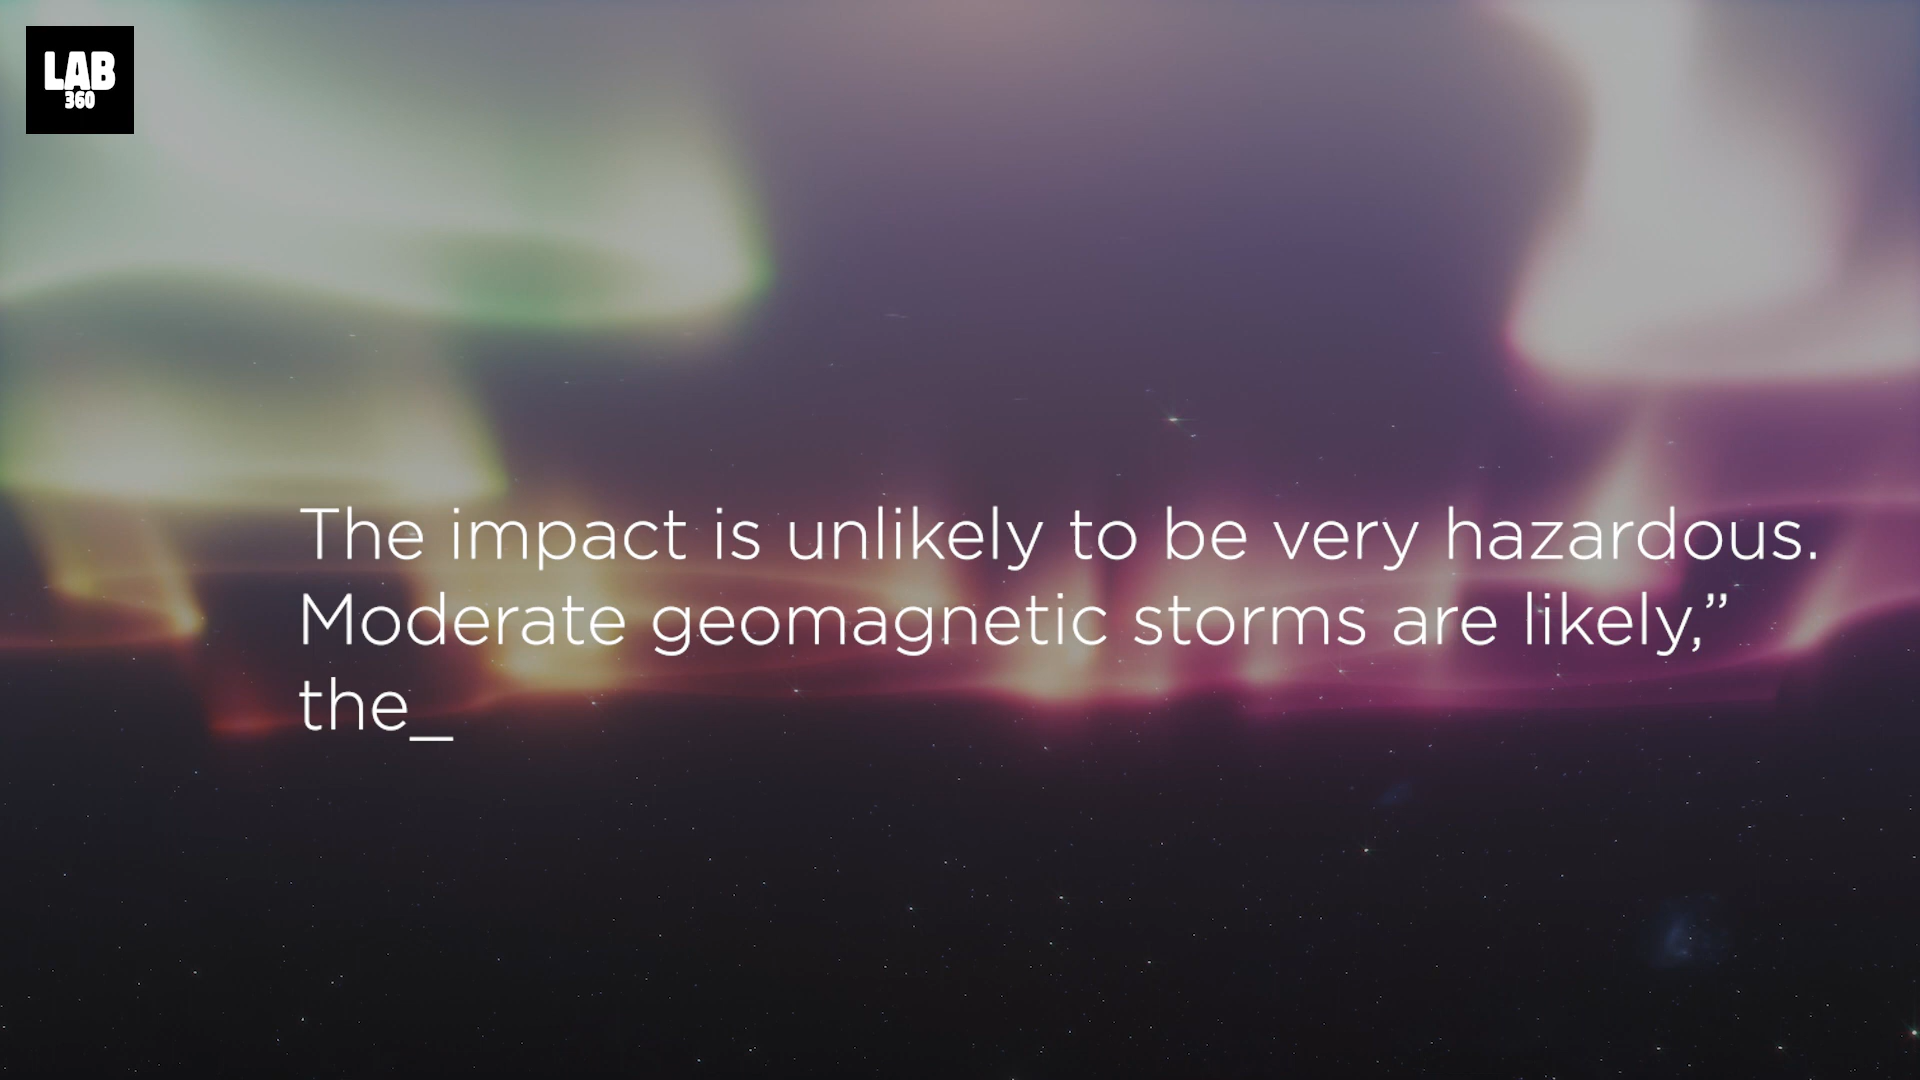 LAB
360
The impact is unlikely to be very hazardous.
Moderate geomagnetic storms are likely,”
the_